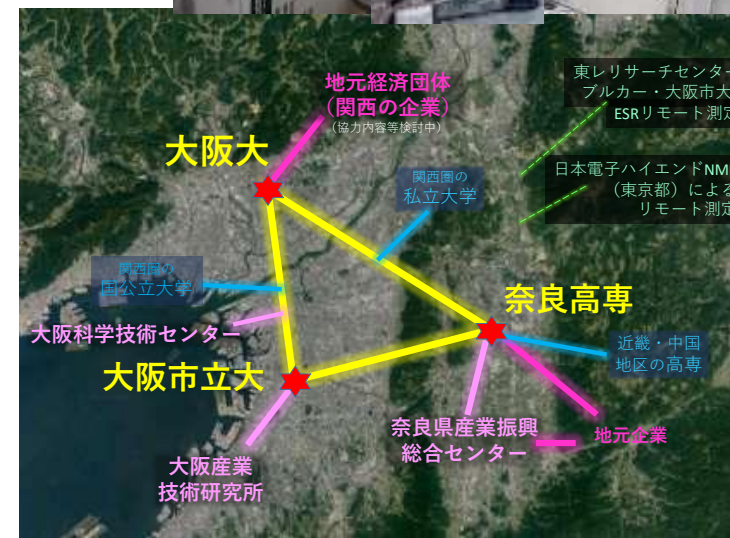 地元経済団体
（関西の企業）
（協力内容等検討中）
大阪大
関西圏の
私立大学
東レリサーチセンター
ブルカー・大阪市大
ESRリモート測定
日本電子ハイエンドNM
（東京都）による
リモート測定
関西圏の
国公立大学
大阪科学技術センター
奈良高専
近畿・中国
地区の高専
大阪市立大
奈良県産業振興
総合センター
地元企業
大阪産業
技術研究所